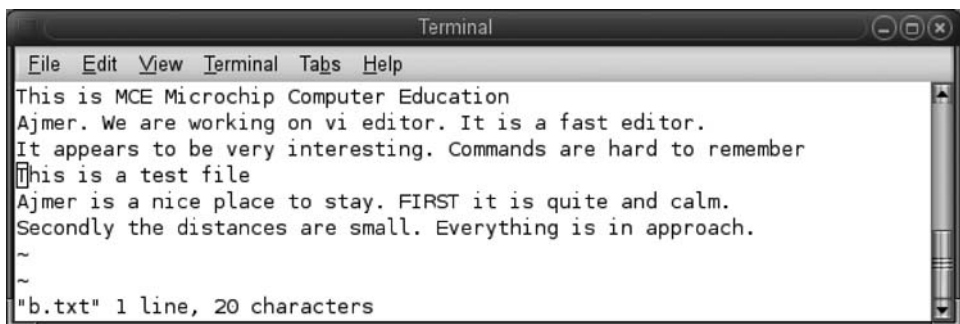 Terminal
File Edit View Terminal Tabs Help
This is MCE Microchip Computer Education
Ajmer. We are working on vi editor. It is a fast editor.
It appears to be very interesting. Commands are hard to remember
This is a test file
Ajmer is a nice place to stay. FIRST it is quite and calm.
Secondly the distances are small. Everything is in approach.
~
~
"b.txt" 1 line, 20 characters